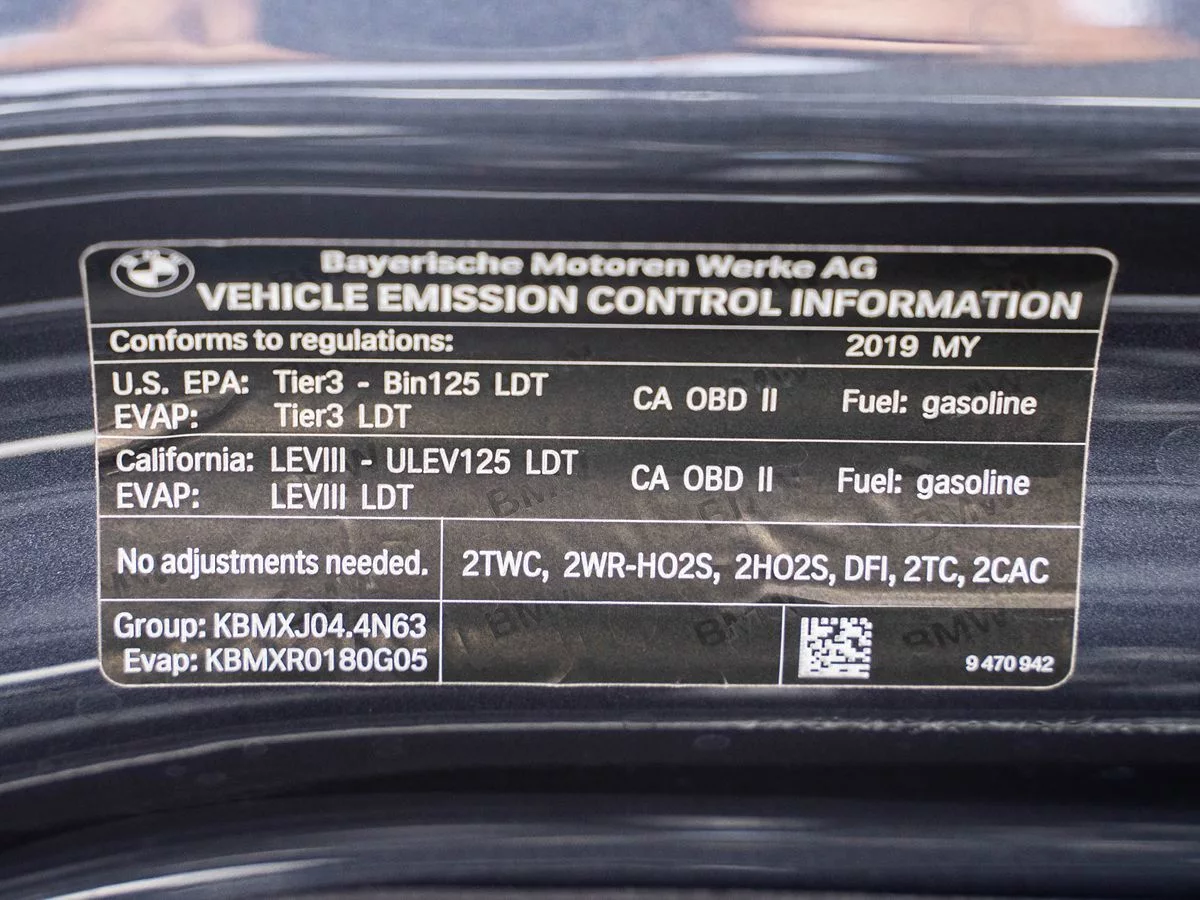 Bayerische Motoren Werke AG
VEHICLE EMISSION CONTROL INFORMATION
Conforms to regulations: 2019 MY
U.S. EPA: Tier3 - Bin125 LDT CA OBD II Fuel: gasoline
EVAP: Tier3 LDT
California: LEVIII - ULEV125 LDT CA OBD II Fuel: gasoline
EVAP: LEVIII LDT
No adjustments needed. 2TWC, 2WR-HO2S, 2HO2S, DFI, 2TC, 2CAC
Group: KBMXJ04.4N63
Evap: KBMXR0180G05
9 470 942